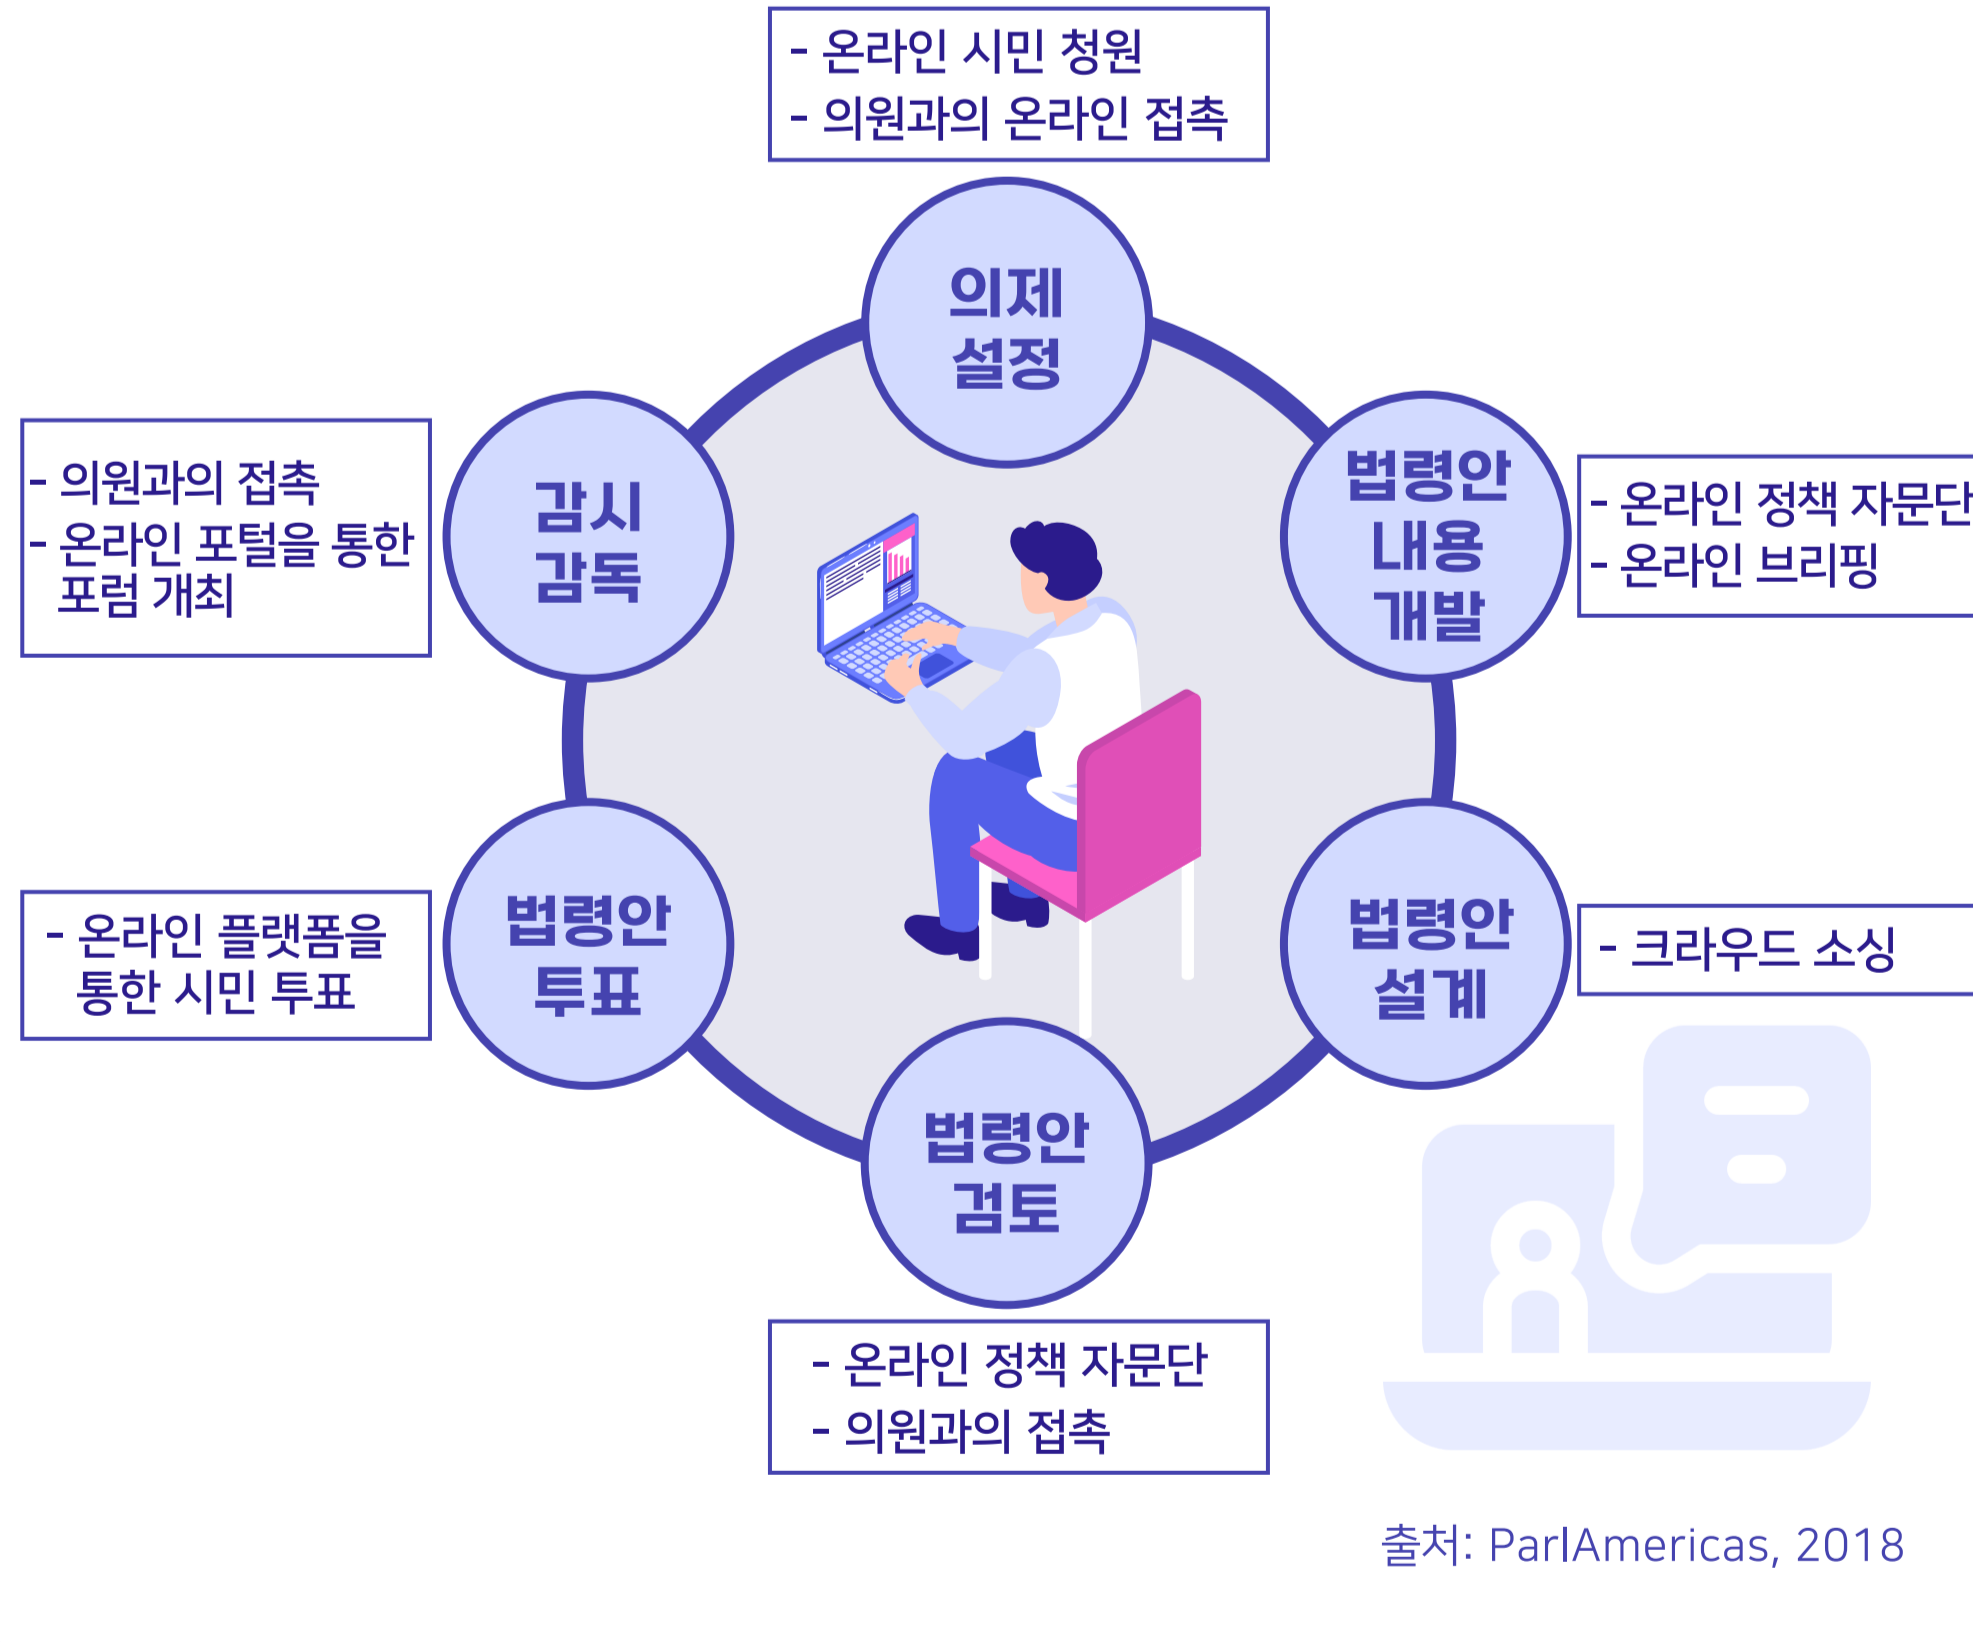 - 온라인 시민 청원
- 의원과의 온라인 접촉
의제
설정
법령안
내용
개발
- 온라인 정책 자문단
- 온라인 브리핑
법령안
설계
- 크라우드 소싱
법령안
검토
- 온라인 정책 자문단
- 의원과의 접촉
법령안
투표
- 온라인 플랫폼을
통한 시민 투표
감시
감독
- 의원과의 접촉
- 온라인 포털을 통한
포럼 개최
출처: ParlAmericas, 2018